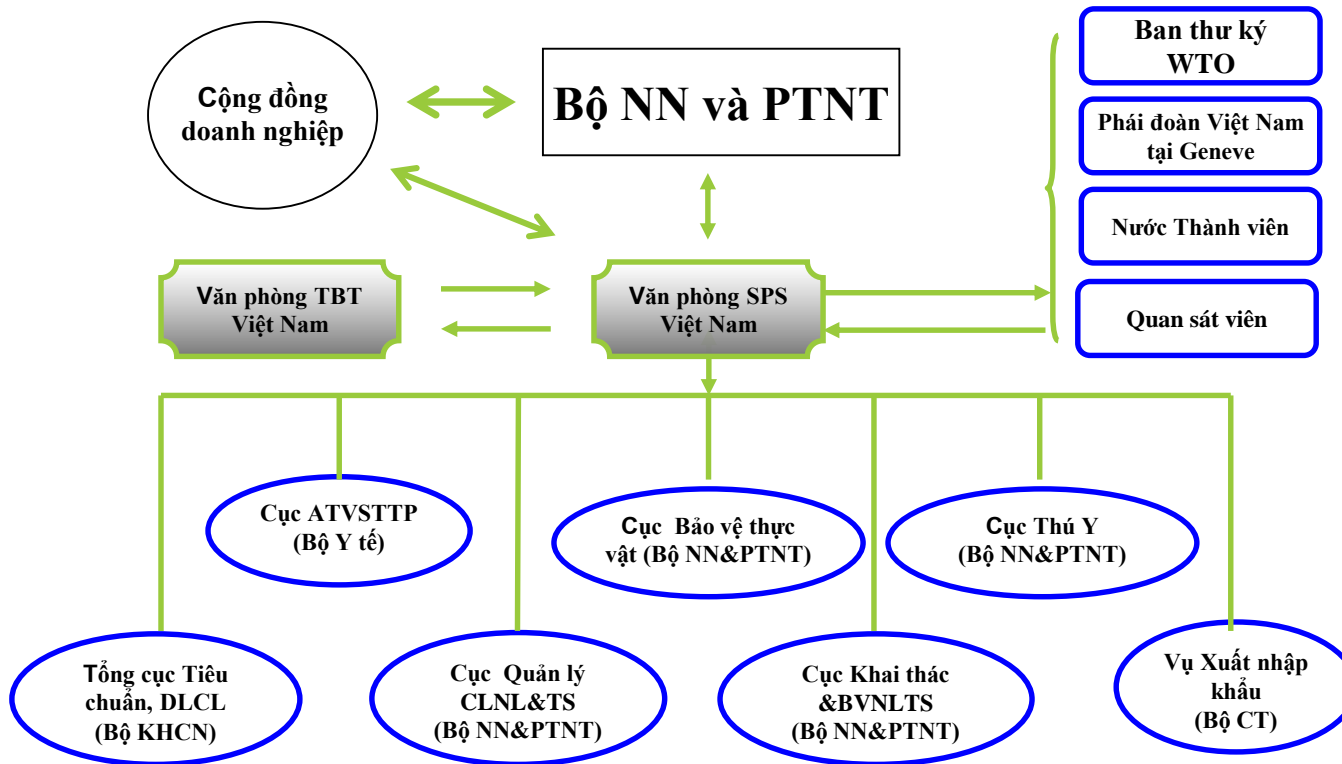 Cộng đồng
doanh nghiệp
Bộ NN và PTNT
Ban thư ký
WTO
Phái đoàn Việt Nam
tại Geneve
Nước Thành viên
Quan sát viên
Văn phòng TBT
Việt Nam
Văn phòng SPS
Việt Nam
Cục ATVSTTP
(Bộ Y tế)
Cục Bảo vệ thực
vật (Bộ NN&PTNT)
Cục Thú Y
(Bộ NN&PTNT)
Tổng cục Tiêu
chuẩn, DLCL
(Bộ KHCN)
Cục Quản lý
CLNL&TS
(Bộ NN&PTNT)
Cục Khai thác
&BVNLTS
(Bộ NN&PTNT)
Vụ Xuất nhập
khẩu
(Bộ CT)